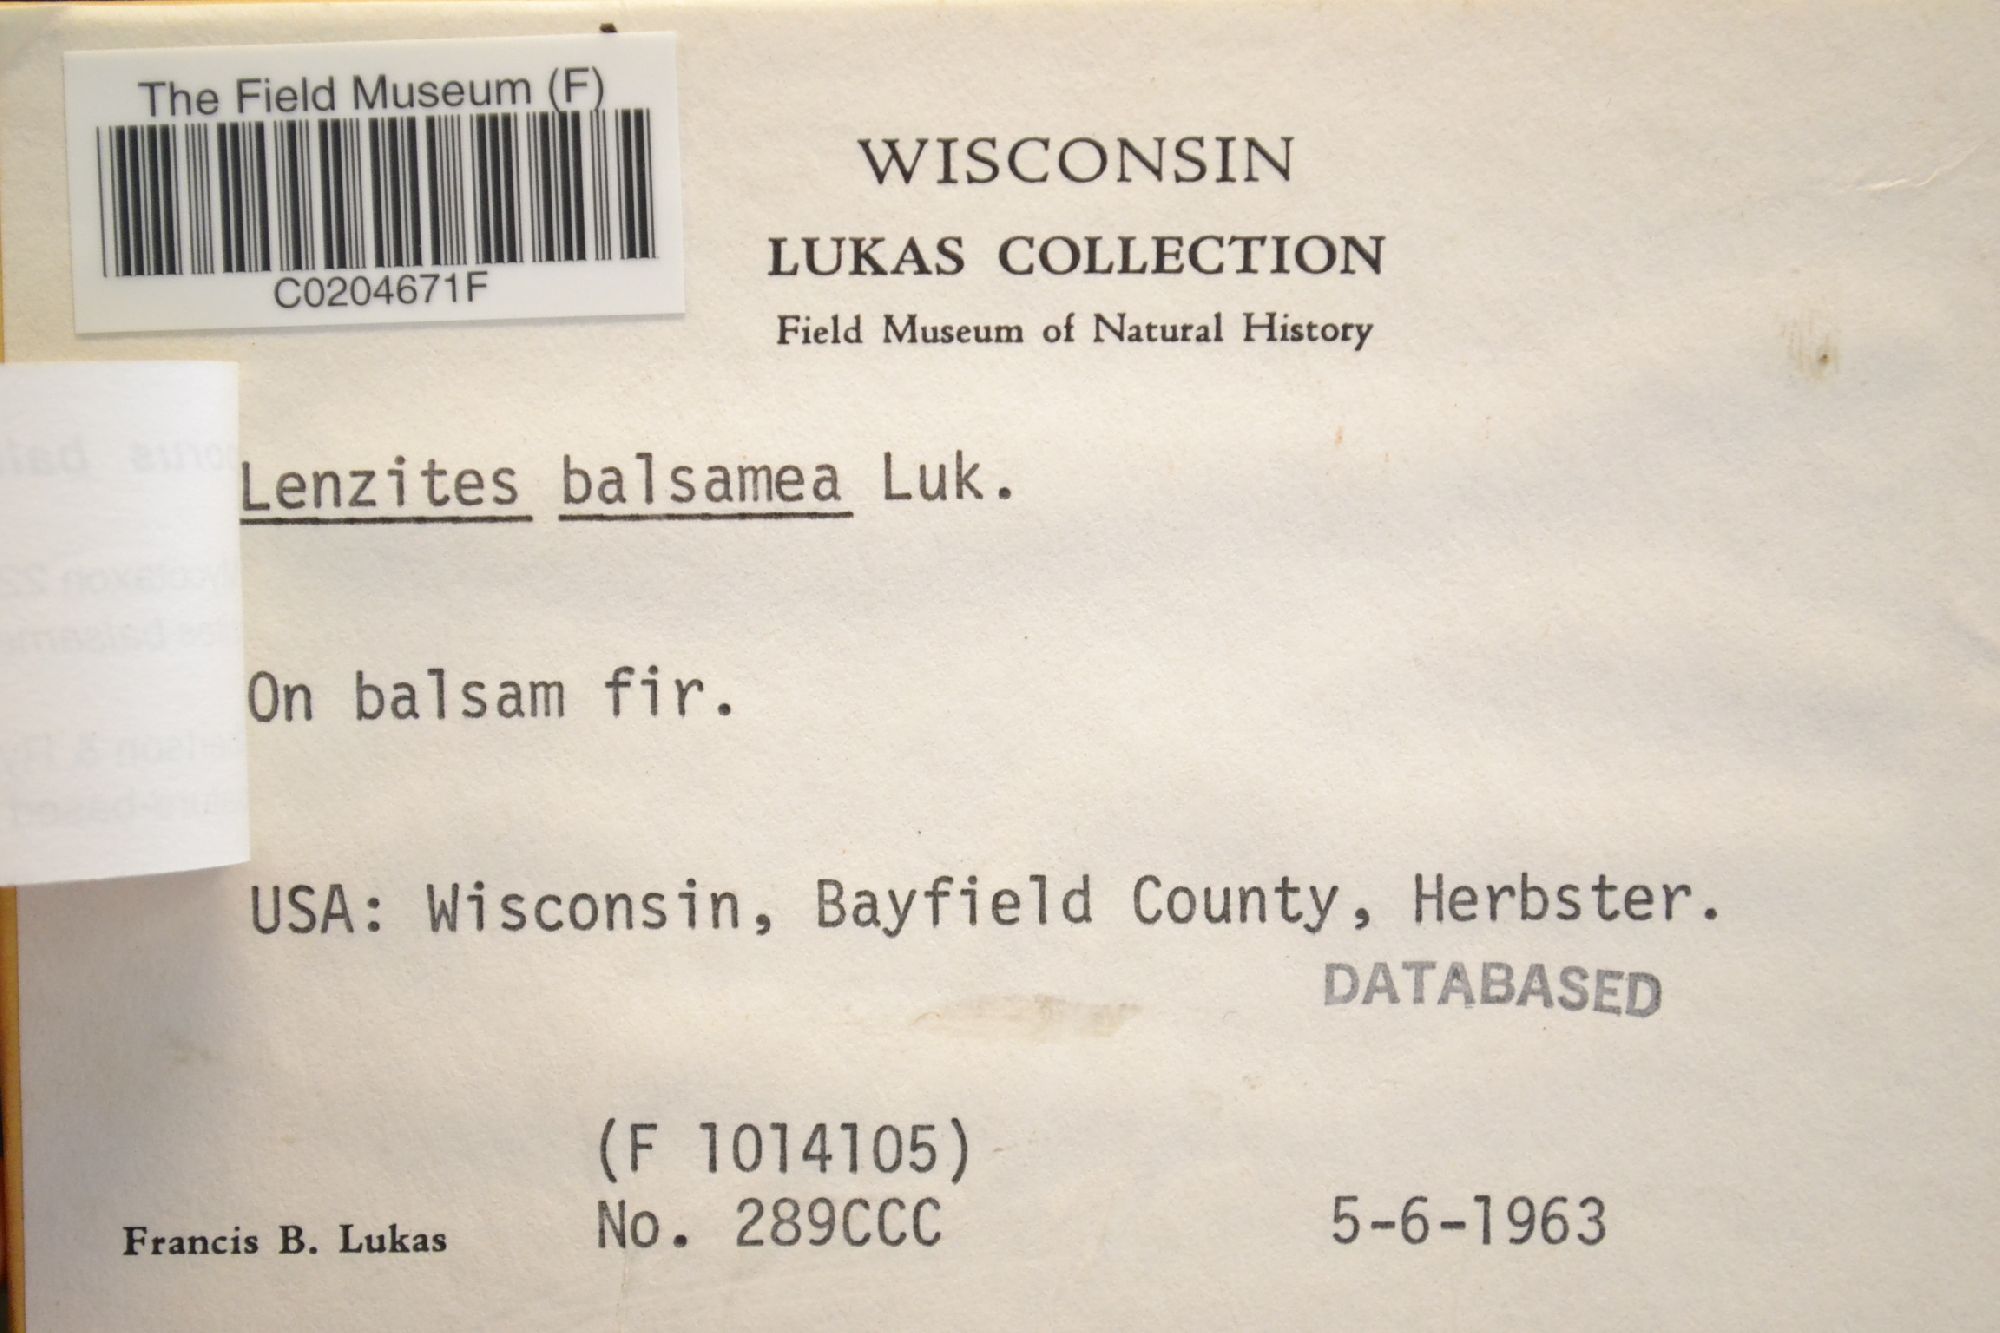 The Field Museum (F)
C0204671F
WISCONSIN
LUKAS COLLECTION
Field Museum of Natural History
Lenzites balsamea Luk.
On balsam fir.
USA: Wisconsin, Bayfield County, Herbster.
DATABASED
(F 1014105)
Francis B. Lukas No. 289CCC 5-6-1963